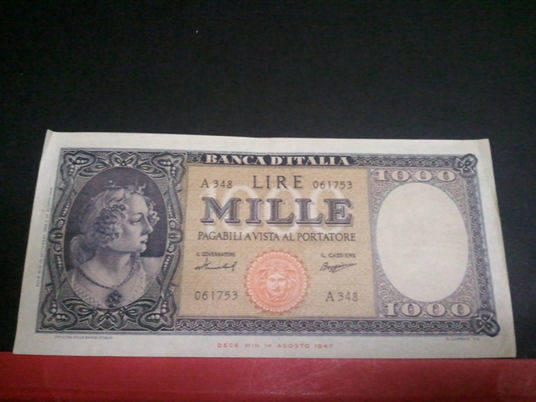 BANCA D'ITALIA
A 348 LIRE 061753
1000
MILLE
PAGABILI A VISTA AL PORTATORE
IL GOVERNATORE
IL CASSIERE
061753
A 348
1000
DECR. MIN. 14 AGOSTO 1947